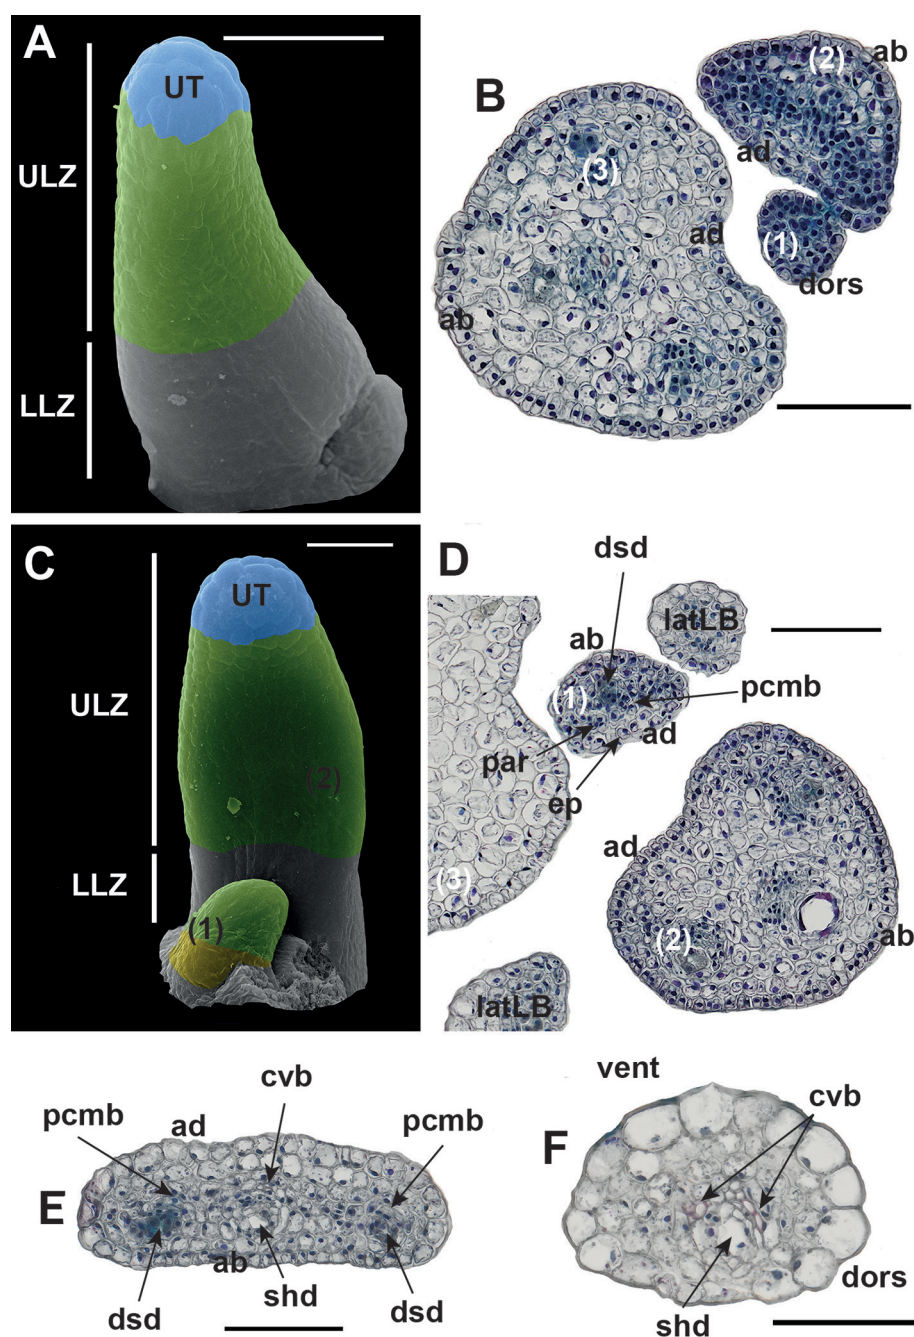 A
UT
ULZ
LLZ
B
(2)
ab
ad
(3)
ad
(1)
dors
ab
C
UT
ULZ
(2)
LLZ
(1)
D
dsd
latLB
ab
pcmb
(1)
ad
par
ep
ad
(3)
(2)
ab
latLB
cvb
pcmb
ad
pcmb
E
ab
shd
dsd
dsd
vent
cvb
F
dors
shd